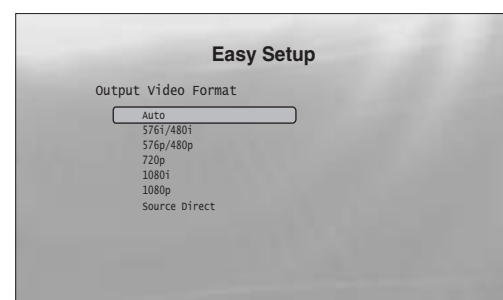 Easy Setup
Output Video Format
Auto
576i/480i
576p/480p
720p
1080i
1080p
Source Direct